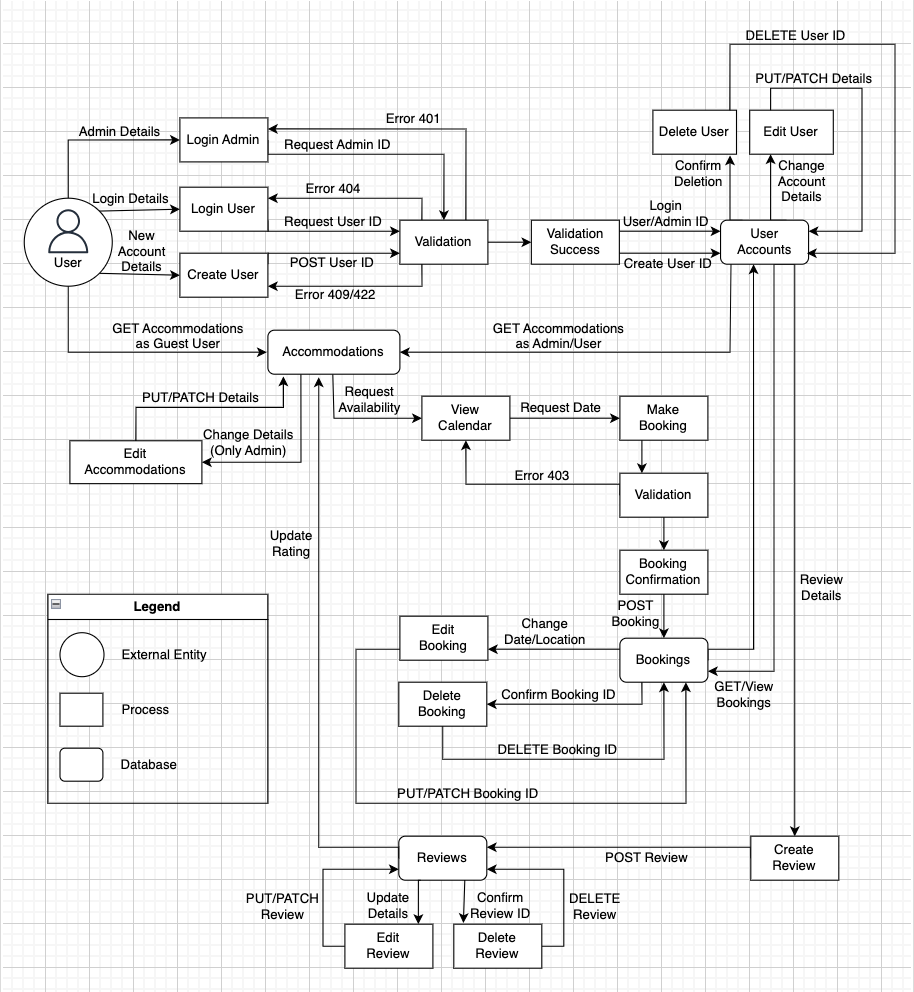 DELETE User ID
PUT/PATCH Details
Delete User
Edit User
Error 401
Admin Details
Login Admin
Request Admin ID
Confirm
Deletion
Change
Account
Details
Login Details
Login User
Error 404
Request User ID
Login
User/Admin ID
User
New
Account
Details
Validation
Validation
Success
User
Accounts
Create User
POST User ID
Create User ID
Error 409/422
GET Accommodations
as Guest User
Accommodations
GET Accommodations
as Admin/User
PUT/PATCH Details
Request
Availability
View
Calendar
Request Date
Make
Booking
Change Details
(Only Admin)
Edit
Accommodations
Error 403
Validation
Update
Rating
Booking
Confirmation
Review
Details
POST
Booking
Legend
External Entity
Process
Database
Edit
Booking
Change
Date/Location
Bookings
Delete
Booking
Confirm Booking ID
GET/View
Bookings
DELETE Booking ID
PUT/PATCH Booking ID
Reviews
POST Review
Create
Review
PUT/PATCH
Review
Update
Details
Confirm
Review ID
DELETE
Review
Edit
Review
Delete
Review